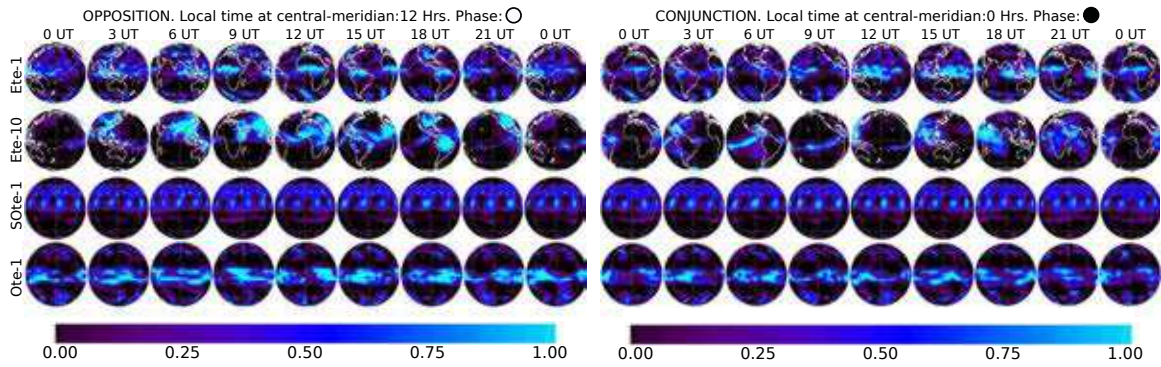 OPPOSITION. Local time at central-meridian:12 Hrs. Phase:
0 UT 3 UT 6 UT 9 UT 12 UT 15 UT 18 UT 21 UT 0 UT
Ete-1
Ete-10
SOte-1
Ote-1
0.00 0.25 0.50 0.75 1.00
CONJUNCTION. Local time at central-meridian:0 Hrs. Phase:
0 UT 3 UT 6 UT 9 UT 12 UT 15 UT 18 UT 21 UT 0 UT
0.00 0.25 0.50 0.75 1.00